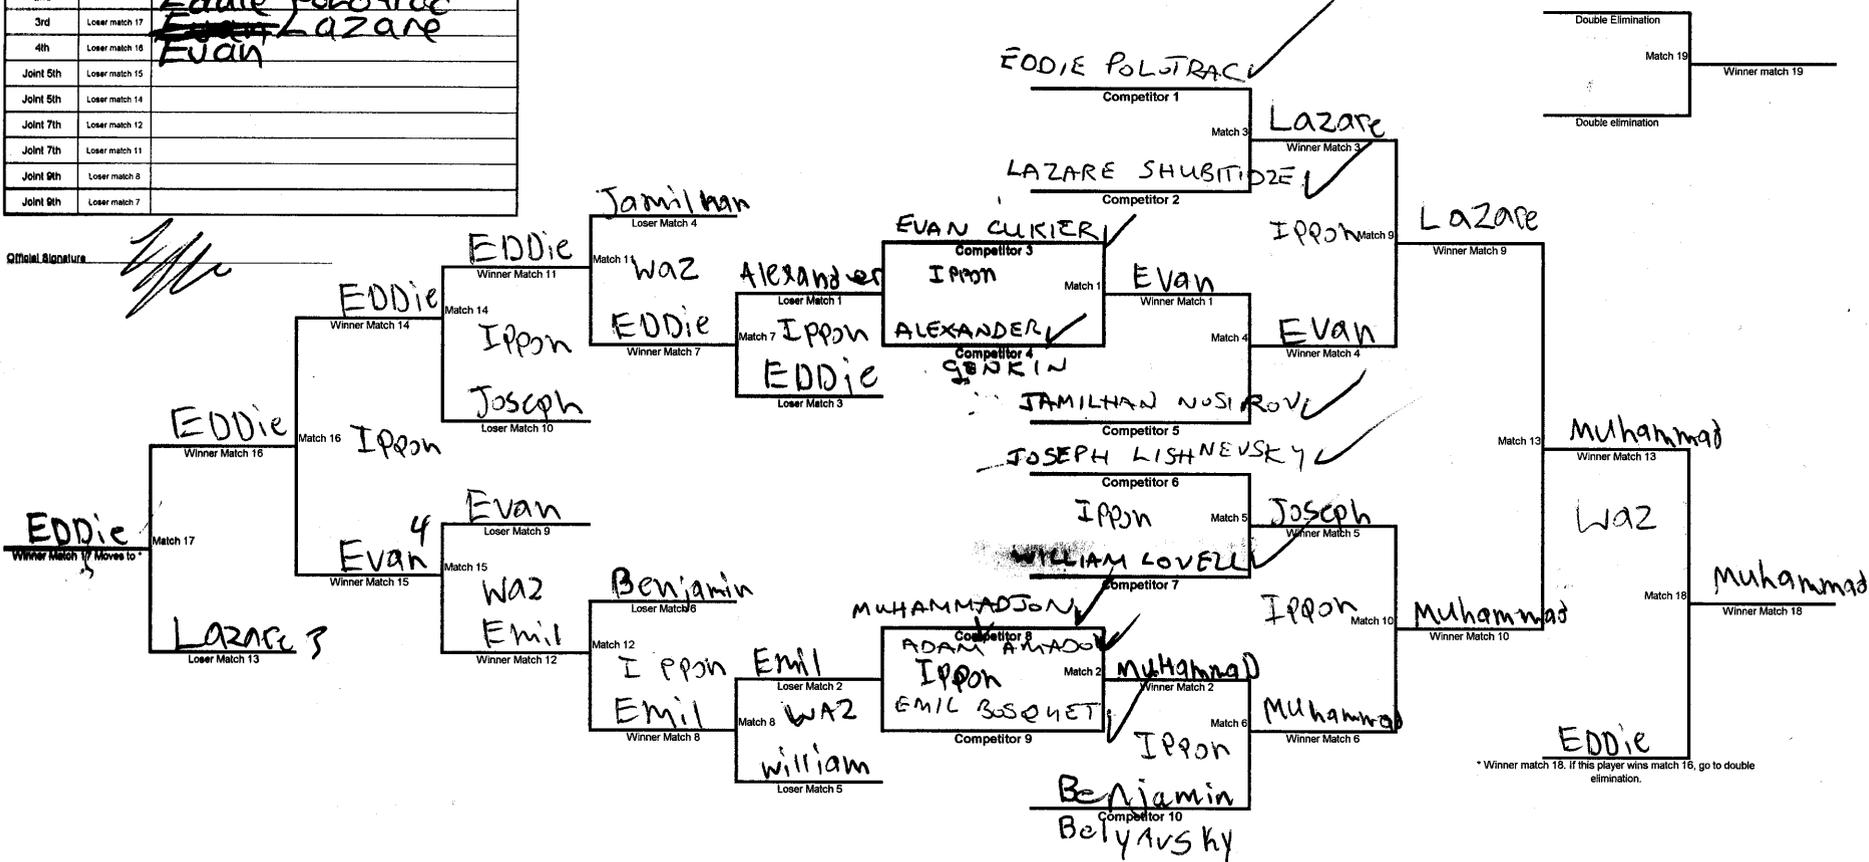 Eddie Polotrac
3rd Loser match 17 Lazare
4th Loser match 16 Evan
Joint 5th Loser match 15
Joint 5th Loser match 14
Joint 7th Loser match 12
Joint 7th Loser match 11
Joint 9th Loser match 8
Joint 9th Loser match 7
Official Signature
EDDie
Winner Match 17 Moves to *
Match 17
EDDie
Winner Match 16
Lazare 3
Loser Match 13
Match 16
Ippon
EDDie
Winner Match 14
Evan 4
Winner Match 15
Match 14
Ippon
EDDie
Winner Match 11
Joseph
Loser Match 10
Evan
Loser Match 9
Match 15
Waz
Emil
Winner Match 12
Jamilhan
Loser Match 4
Match 11
Waz
EDDie
Winner Match 7
Benjamin
Loser Match 6
Match 12
Ippon
Emil
Winner Match 8
Alexander
Loser Match 1
Match 7
Ippon
EDDie
Loser Match 3
Emil
Loser Match 2
Match 8
WAZ
william
Loser Match 5
EDDIE POLOTRAC
Competitor 1
Match 3
LAZARE SHUBITIDZE
Competitor 2
EVAN CUKIER
Competitor 3
Ippon
Match 1
ALEXANDER
Competitor 4
GENKIN
JAMILHAN NOSIROV
Competitor 5
JOSEPH LISHNEVSKY
Competitor 6
Ippon
Match 5
WILLIAM LOVELL
Competitor 7
MUHAMMADJON
Competitor 8
ADAM AMADOV
Ippon
Match 2
EMIL BOSQUET
Competitor 9
Evan
Winner Match 1
Match 4
MuHammaD
Winner Match 2
Match 6
Ippon
Benjamin
Competitor 10
Belyavsky
Lazare
Winner Match 3
Ippon
Match 9
Evan
Winner Match 4
Joseph
Winner Match 5
Ippon
Match 10
Muhammad
Winner Match 6
Lazare
Winner Match 9
Match 13
Muhammad
Winner Match 10
Muhammad
Winner Match 13
Waz
Match 18
EDDie
* Winner match 18. If this player wins match 16, go to double
elimination.
Muhammad
Winner Match 18
Double Elimination
Match 19
Winner match 19
Double elimination